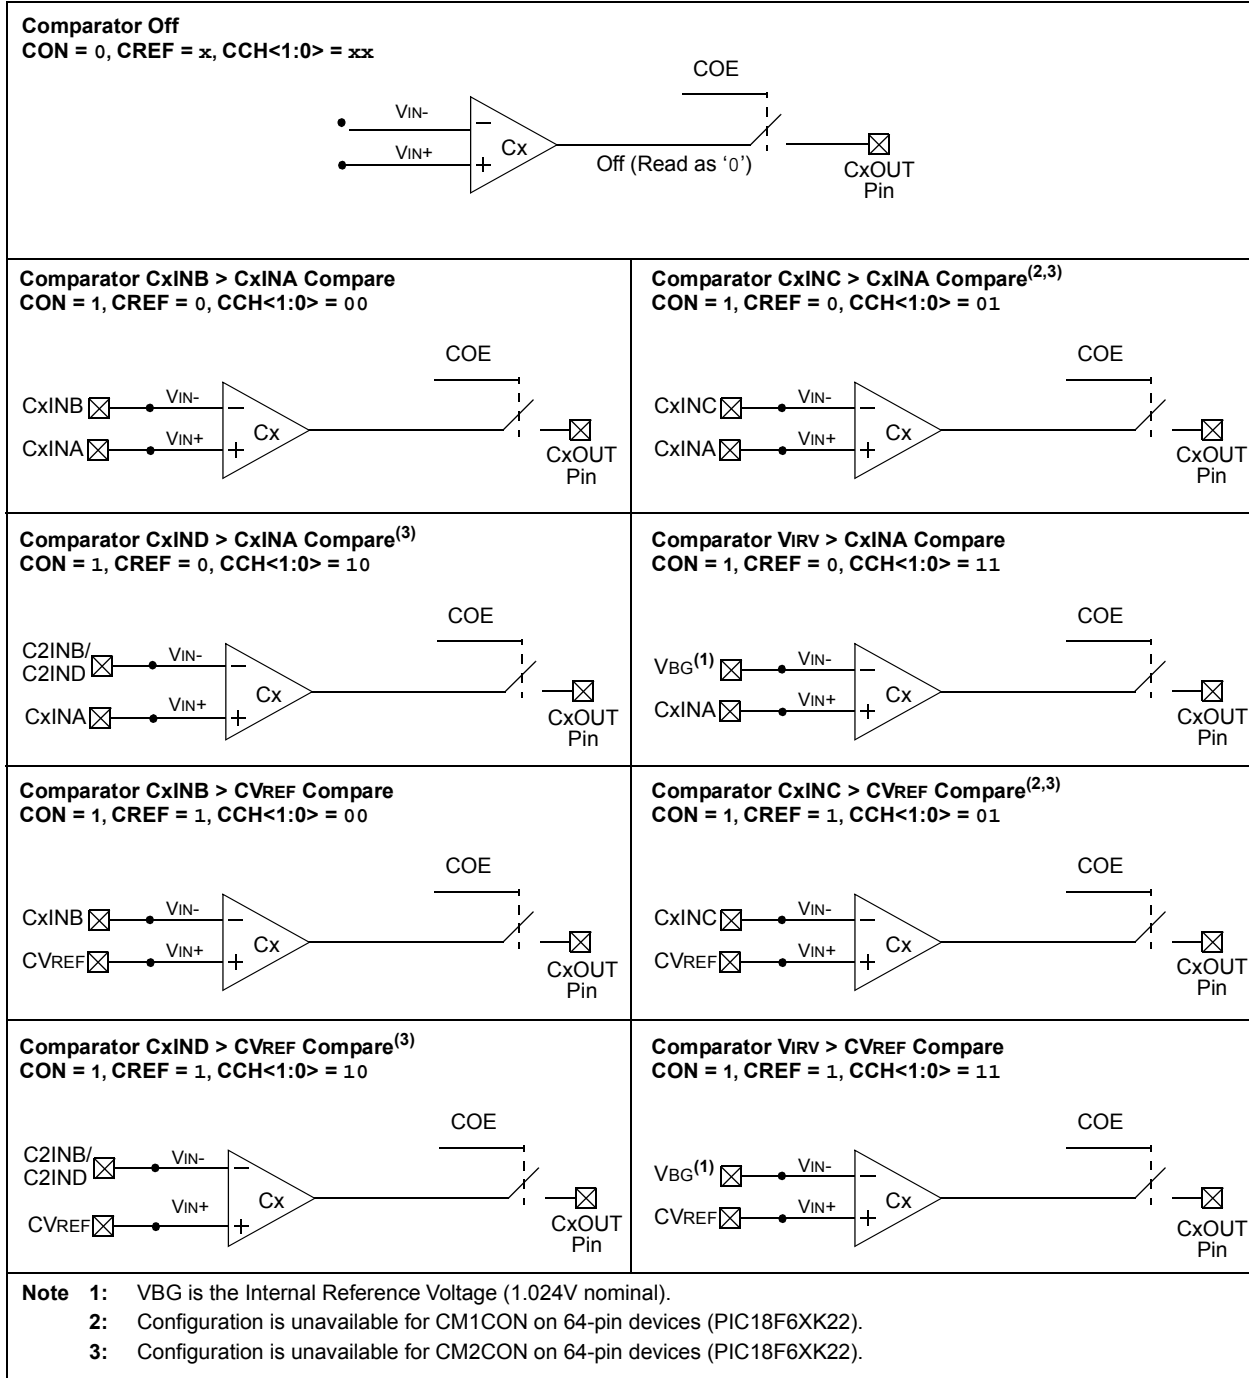 Comparator Off
CON = 0, CREF = x, CCH<1:0> = xx
COE
VIN-
VIN+
Cx
Off (Read as ‘0’)
CxOUT
Pin
Comparator CxINB > CxINA Compare
CON = 1, CREF = 0, CCH<1:0> = 00
COE
CxINB
VIN-
CxINA
VIN+
Cx
CxOUT
Pin
Comparator CxINC > CxINA Compare(2,3)
CON = 1, CREF = 0, CCH<1:0> = 01
COE
CxINC
VIN-
CxINA
VIN+
Cx
CxOUT
Pin
Comparator CxIND > CxINA Compare(3)
CON = 1, CREF = 0, CCH<1:0> = 10
COE
C2INB/
C2IND
VIN-
CxINA
VIN+
Cx
CxOUT
Pin
Comparator VIRV > CxINA Compare
CON = 1, CREF = 0, CCH<1:0> = 11
COE
VBG(1)
VIN-
CxINA
VIN+
Cx
CxOUT
Pin
Comparator CxINB > CVREF Compare
CON = 1, CREF = 1, CCH<1:0> = 00
COE
CxINB
VIN-
CVREF
VIN+
Cx
CxOUT
Pin
Comparator CxINC > CVREF Compare(2,3)
CON = 1, CREF = 1, CCH<1:0> = 01
COE
CxINC
VIN-
CVREF
VIN+
Cx
CxOUT
Pin
Comparator CxIND > CVREF Compare(3)
CON = 1, CREF = 1, CCH<1:0> = 10
COE
C2INB/
C2IND
VIN-
CVREF
VIN+
Cx
CxOUT
Pin
Comparator VIRV > CVREF Compare
CON = 1, CREF = 1, CCH<1:0> = 11
COE
VBG(1)
VIN-
CVREF
VIN+
Cx
CxOUT
Pin
Note 1: VBG is the Internal Reference Voltage (1.024V nominal).
2: Configuration is unavailable for CM1CON on 64-pin devices (PIC18F6XK22).
3: Configuration is unavailable for CM2CON on 64-pin devices (PIC18F6XK22).